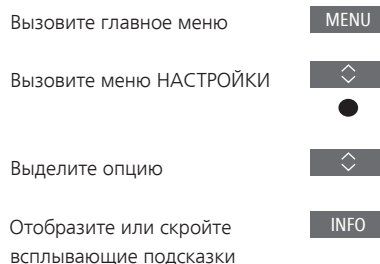 Вызовите главное меню MENU
Вызовите меню НАСТРОЙКИ
Выделите опцию
Отобразите или скройте INFO
всплывающие подсказки